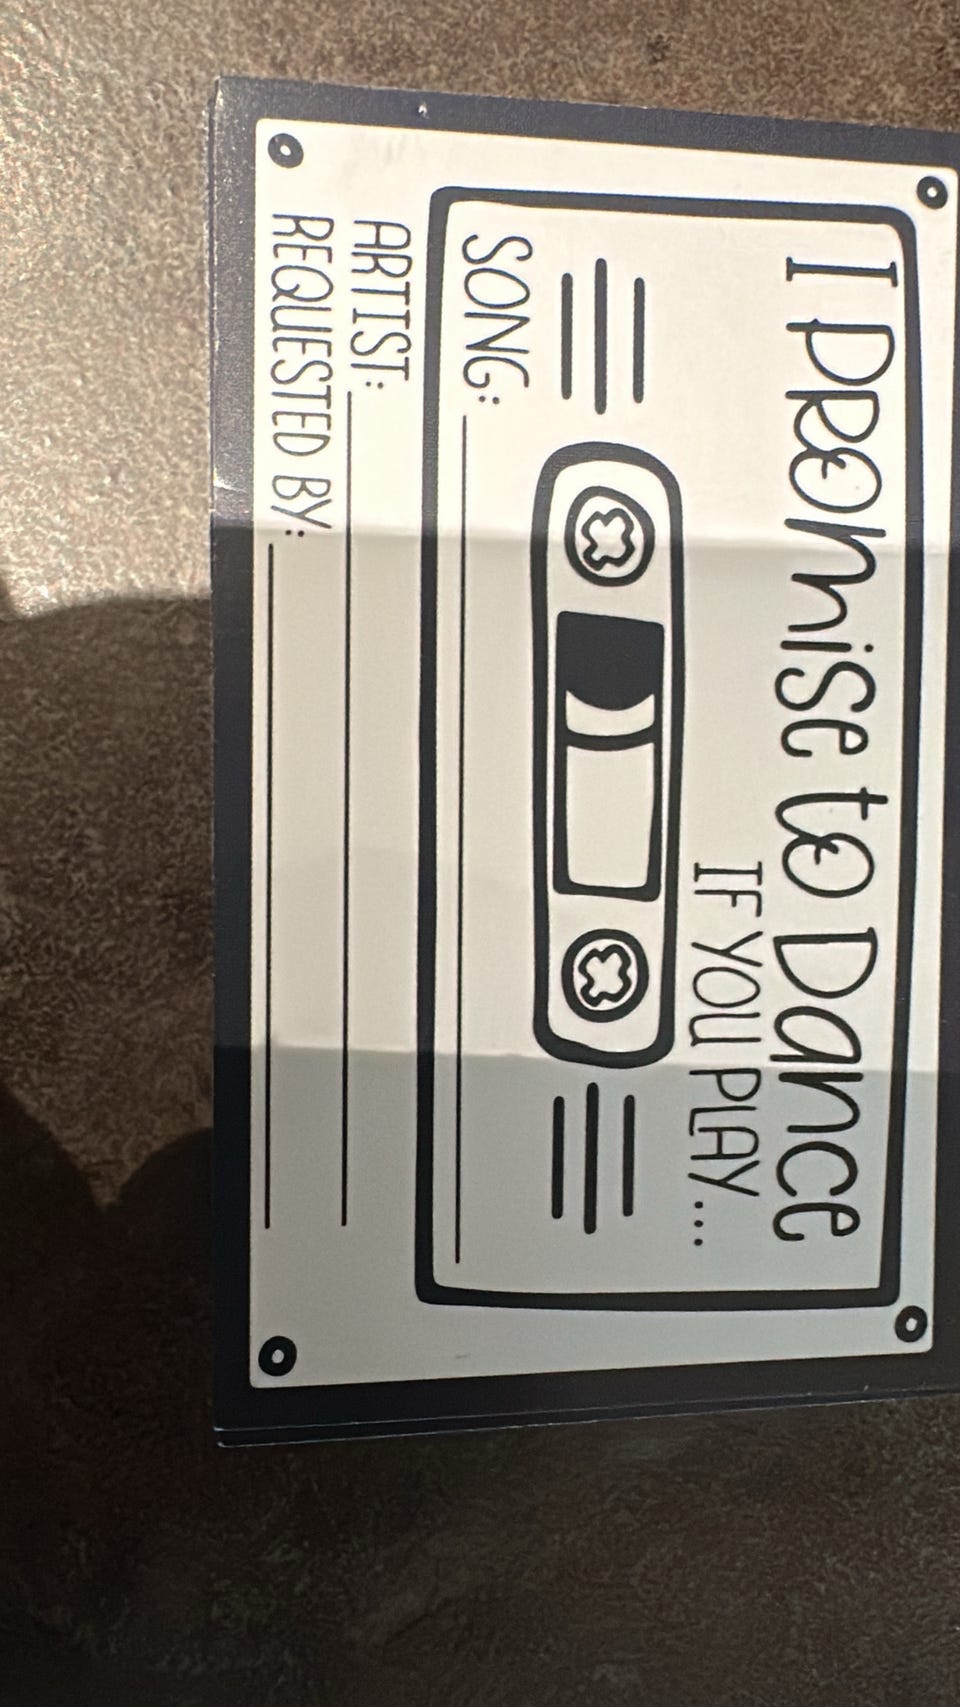 I PROMISE to DANCE
IF YOU PLAY....
SONG:
ARTIST:
REQUESTED BY: